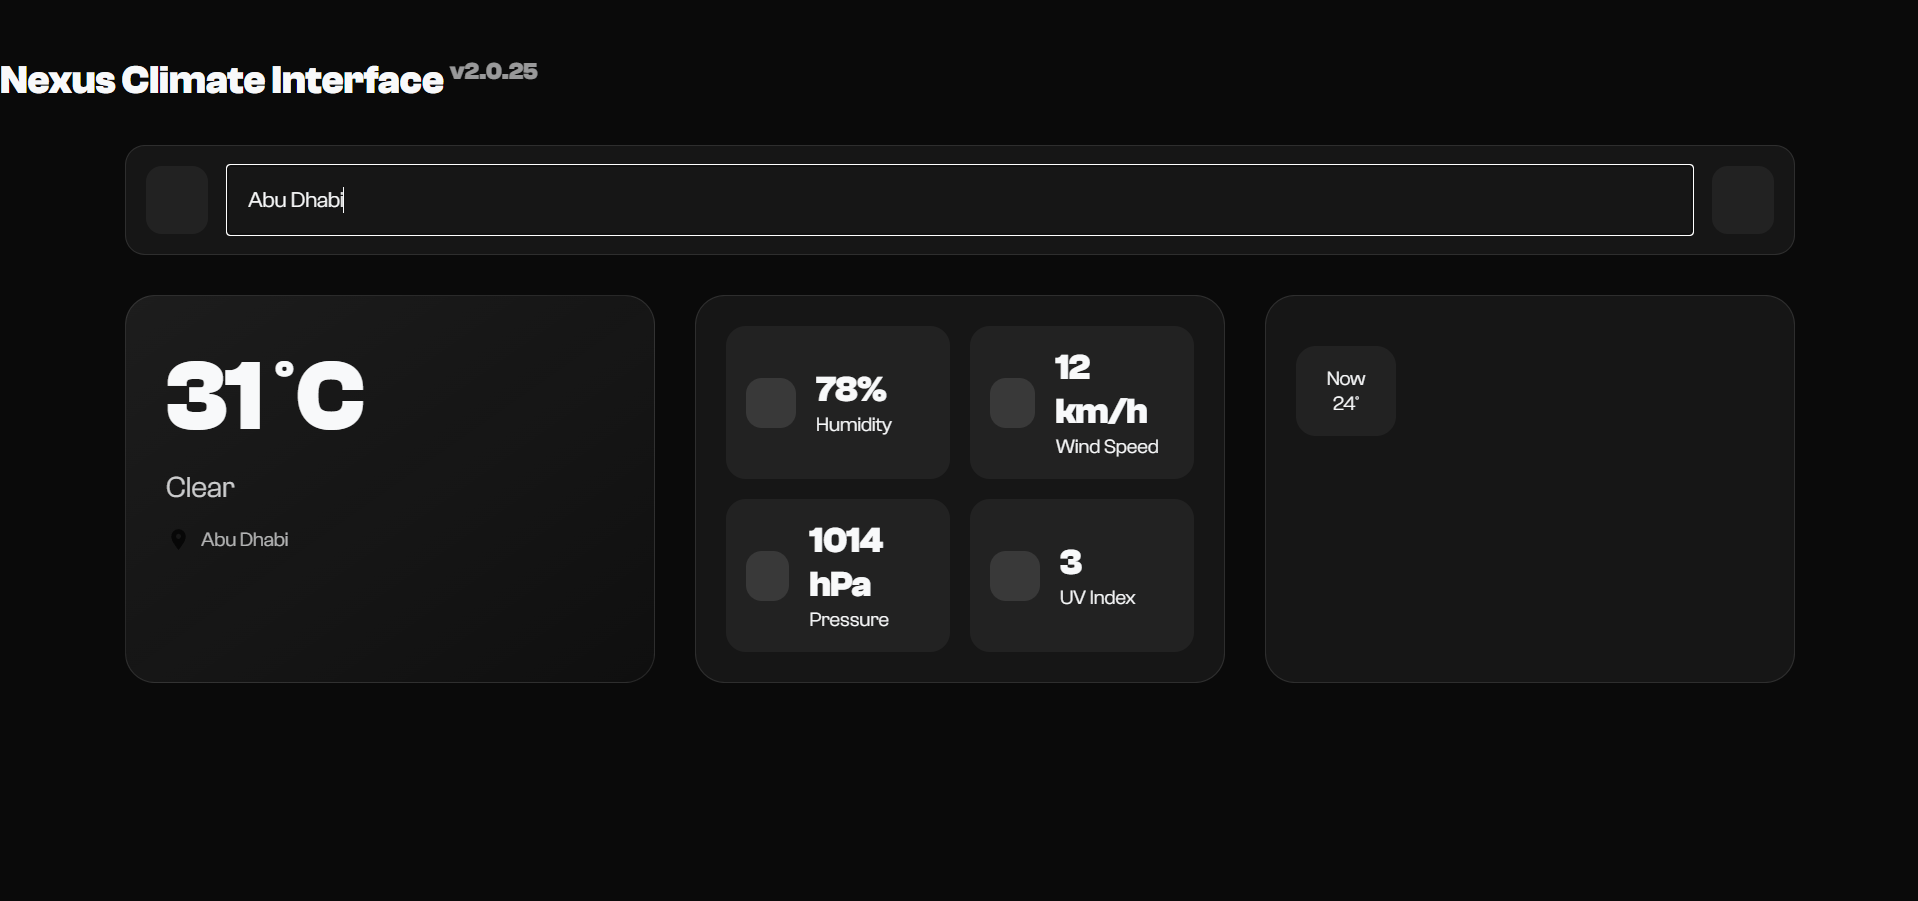 Nexus Climate Interface v2.0.25
Abu Dhabi
31°C
Clear
Abu Dhabi
78%
Humidity
12
km/h
Wind Speed
1014
hPa
Pressure
3
UV Index
Now
24°